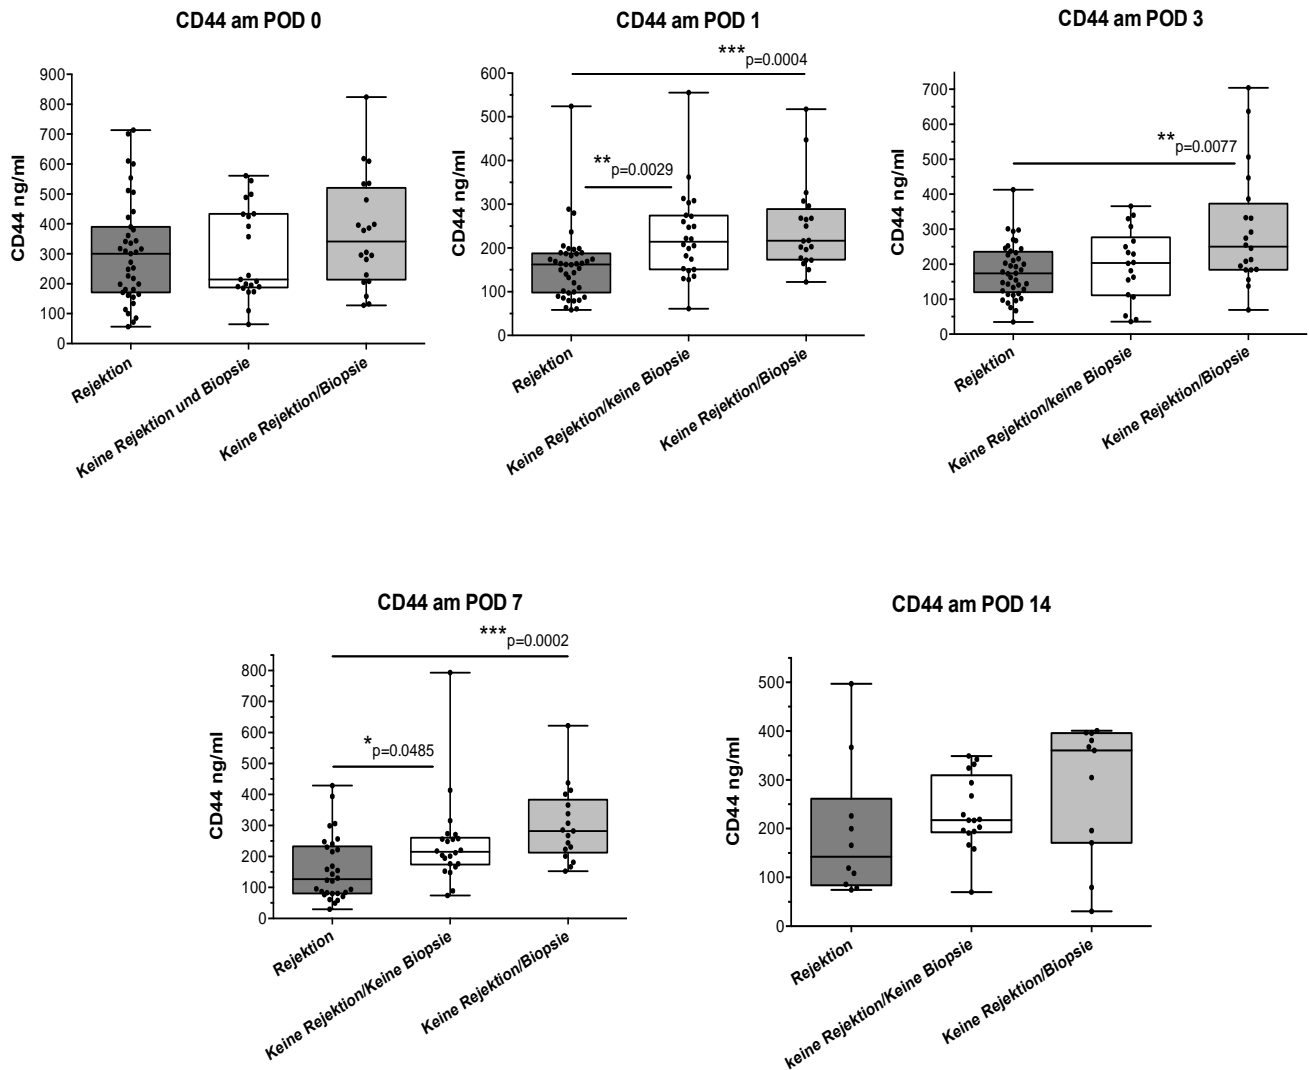 CD44 am POD 0
CD44 ng/ml
900
800
700
600
500
400
300
200
100
0
Rejektion
Keine Rejektion und Biopsie
Keine Rejektion/Biopsie
CD44 am POD 1
***p=0.0004
**p=0.0029
CD44 ng/ml
600
500
400
300
200
100
0
Rejektion
Keine Rejektion/keine Biopsie
Keine Rejektion/Biopsie
CD44 am POD 3
**p=0.0077
CD44 ng/ml
700
600
500
400
300
200
100
0
Rejektion
Keine Rejektion/keine Biopsie
Keine Rejektion/Biopsie
CD44 am POD 7
***p=0.0002
*p=0.0485
CD44 ng/ml
800
700
600
500
400
300
200
100
0
Rejektion
Keine Rejektion/Keine Biopsie
Keine Rejektion/Biopsie
CD44 am POD 14
CD44 ng/ml
500
400
300
200
100
0
Rejektion
keine Rejektion/Keine Biopsie
Keine Rejektion/Biopsie